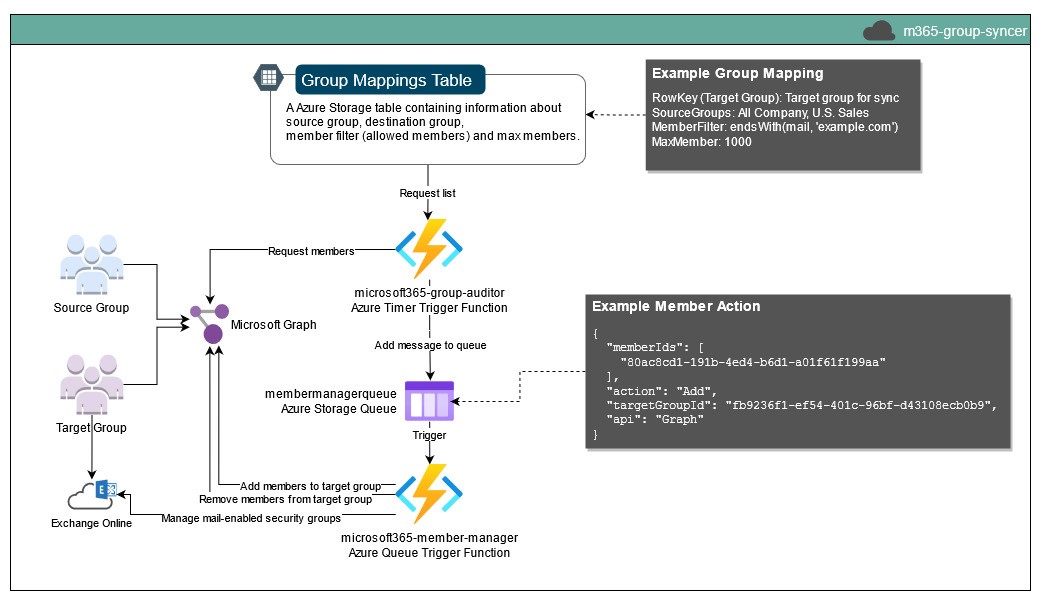 m365-group-syncer
Group Mappings Table
A Azure Storage table containing information about
source group, destination group,
member filter (allowed members) and max members.
Example Group Mapping
RowKey (Target Group): Target group for sync
SourceGroups: All Company, U.S. Sales
MemberFilter: endsWith(mail, 'example.com')
MaxMember: 1000
Request list
Request members
microsoft365-group-auditor
Azure Timer Trigger Function
Source Group
Microsoft Graph
Add message to queue
Target Group
membermanagerqueue
Azure Storage Queue
Example Member Action
{
"memberIds": [
"80ac8cd1-191b-4ed4-b6d1-a01f61f199aa"
],
"action": "Add",
"targetGroupId": "fb9236f1-ef54-401c-96bf-d43108ecb0b9",
"api": "Graph"
}
Trigger
Add members to target group
Remove members from target group
Manage mail-enabled security groups
Exchange Online
microsoft365-member-manager
Azure Queue Trigger Function